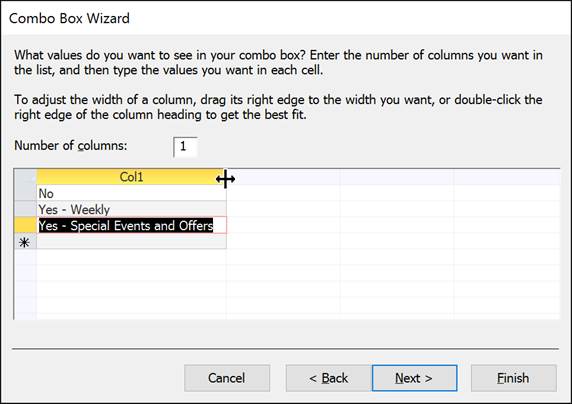 Combo Box Wizard
What values do you want to see in your combo box? Enter the number of columns you want in
the list, and then type the values you want in each cell.
To adjust the width of a column, drag its right edge to the width you want, or double-click the
right edge of the column heading to get the best fit.
Number of columns: 1
Col1
No
Yes - Weekly
Yes - Special Events and Offers
Cancel < Back Next > Finish